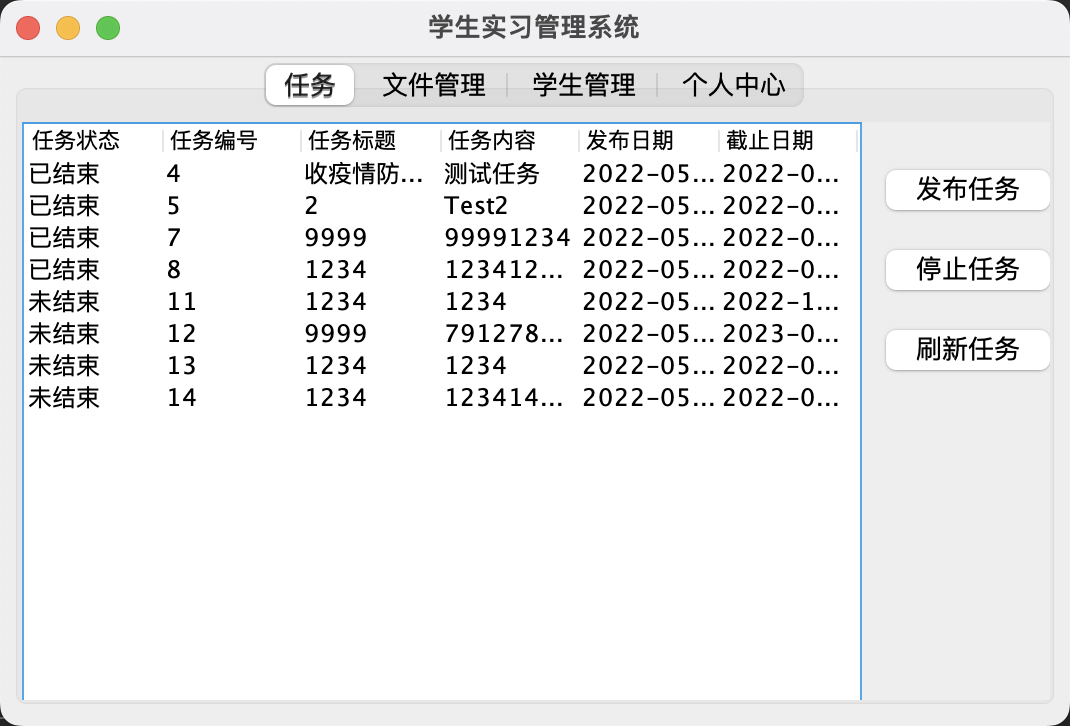 学生实习管理系统
任务 文件管理 学生管理 个人中心
任务状态 任务编号 任务标题 任务内容 发布日期 截止日期
已结束 4 收疫情防... 测试任务 2022-05... 2022-0...
已结束 5 2 Test2 2022-05... 2022-0...
已结束 7 9999 99991234 2022-05... 2022-0...
已结束 8 1234 123412... 2022-05... 2022-0...
未结束 11 1234 1234 2022-05... 2022-1...
未结束 12 9999 791278... 2022-05... 2023-0...
未结束 13 1234 1234 2022-05... 2022-0...
未结束 14 1234 123414... 2022-05... 2022-0...
发布任务
停止任务
刷新任务